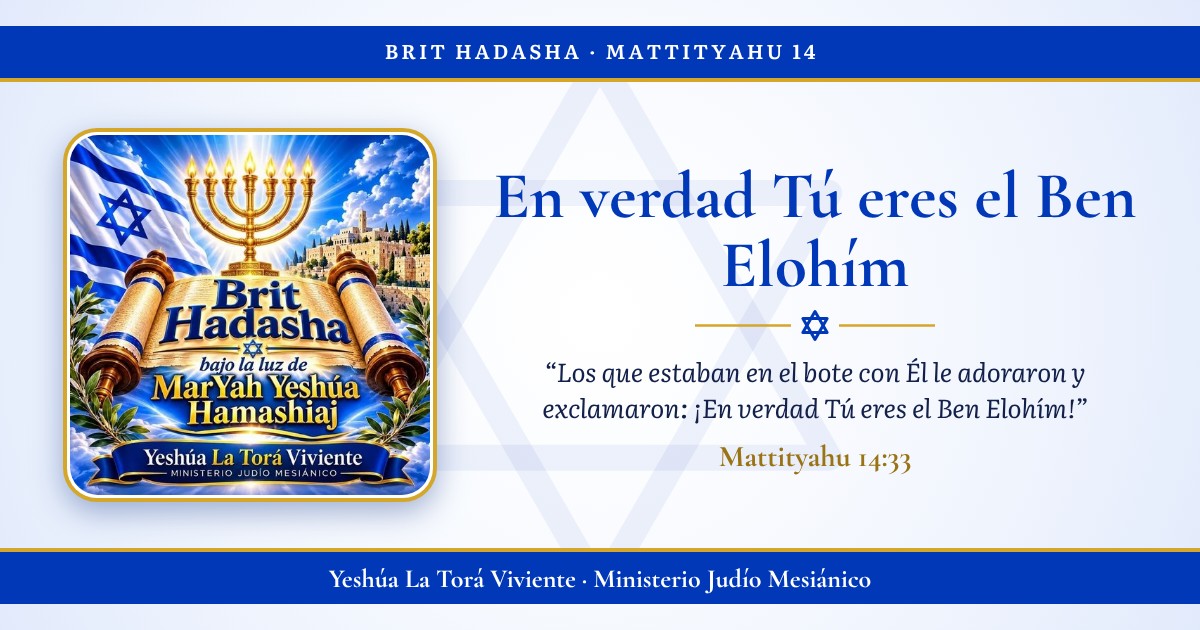 BRIT HADASHA · MATTITYAHU 14
Brit
Hadasha
bajo la luz de
MarYah Yeshúa
Hamashiaj
Yeshúa La Torá Viviente
MINISTERIO JUDÍO MESIÁNICO
En verdad Tú eres el Ben
Elohím
“Los que estaban en el bote con Él le adoraron y
exclamaron: ¡En verdad Tú eres el Ben Elohím!”
Mattityahu 14:33
Yeshúa La Torá Viviente · Ministerio Judío Mesiánico